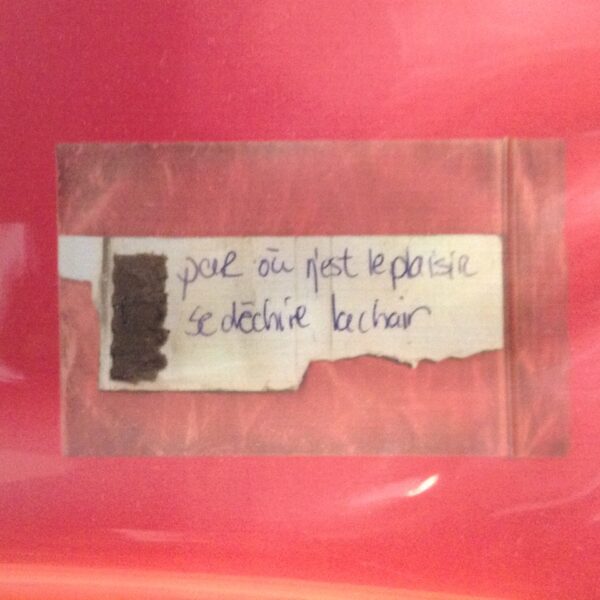 par où n'est le plaisir
se déchire la chair